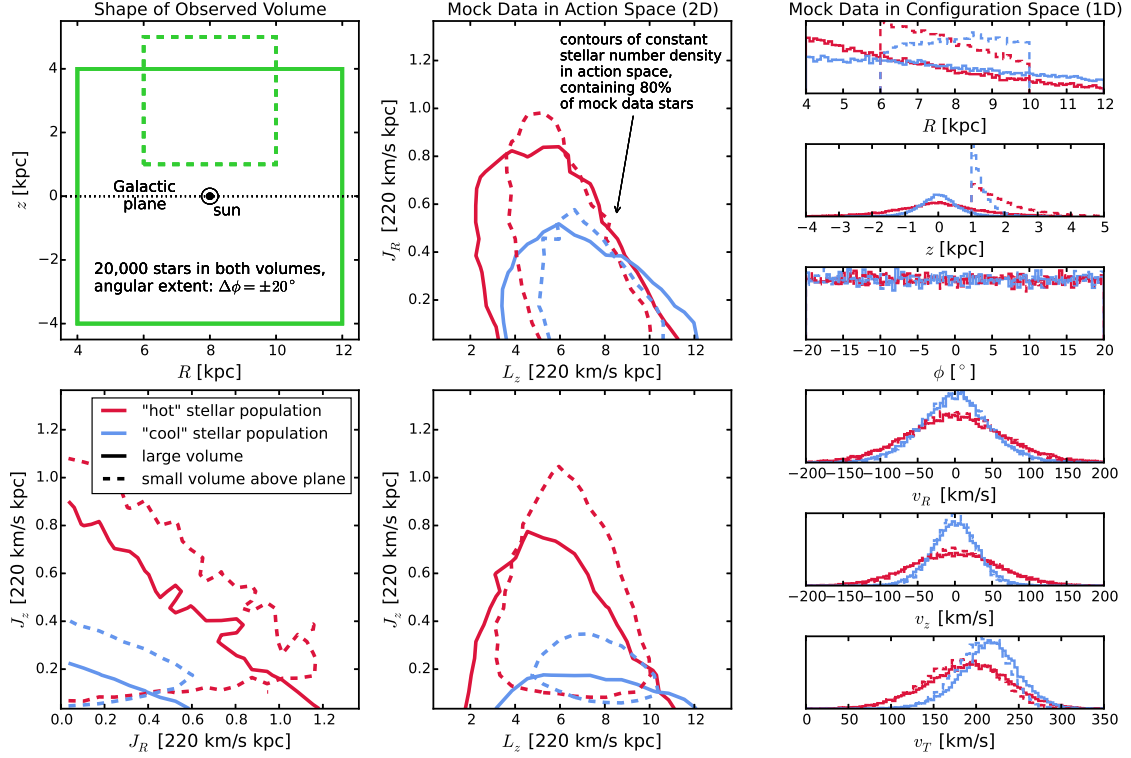 Shape of Observed Volume
4
2
0
−2
−4
z [kpc]
Galactic
plane
sun
20,000 stars in both volumes,
angular extent: Δϕ = ±20°
4 6 8 10 12
R [kpc]
Mock Data in Action Space (2D)
contours of constant
stellar number density
in action space,
containing 80%
of mock data stars
1.2
1.0
0.8
0.6
0.4
0.2
J_R [220 km/s kpc]
2 4 6 8 10 12
L_z [220 km/s kpc]
Mock Data in Configuration Space (1D)
4 5 6 7 8 9 10 11 12
R [kpc]
−4 −3 −2 −1 0 1 2 3 4 5
z [kpc]
−20 −15 −10 −5 0 5 10 15 20
ϕ [°]
−200 −150 −100 −50 0 50 100 150 200
v_R [km/s]
−200 −150 −100 −50 0 50 100 150 200
v_z [km/s]
0 50 100 150 200 250 300 350
v_T [km/s]
"hot" stellar population
"cool" stellar population
large volume
small volume above plane
1.2
1.0
0.8
0.6
0.4
0.2
J_z [220 km/s kpc]
0.0 0.2 0.4 0.6 0.8 1.0 1.2
J_R [220 km/s kpc]
1.2
1.0
0.8
0.6
0.4
0.2
J_z [220 km/s kpc]
2 4 6 8 10 12
L_z [220 km/s kpc]